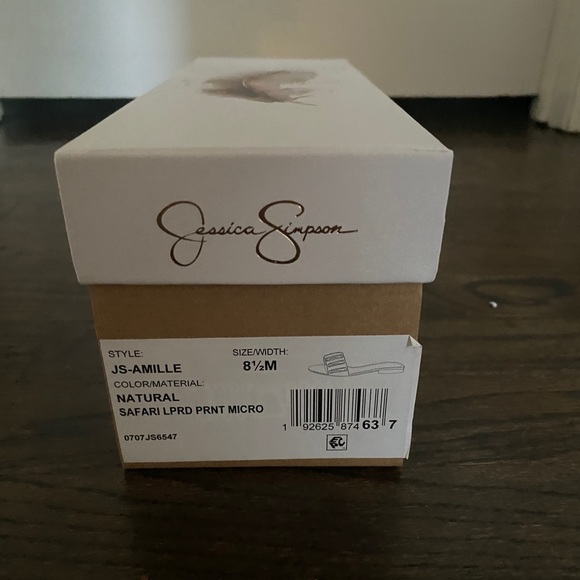 Jessica Simpson
STYLE: SIZE/WIDTH:
JS-AMILLE 8½M
COLOR/MATERIAL:
NATURAL
SAFARI LPRD PRNT MICRO
0707JS6547
1 92625 874 63 7